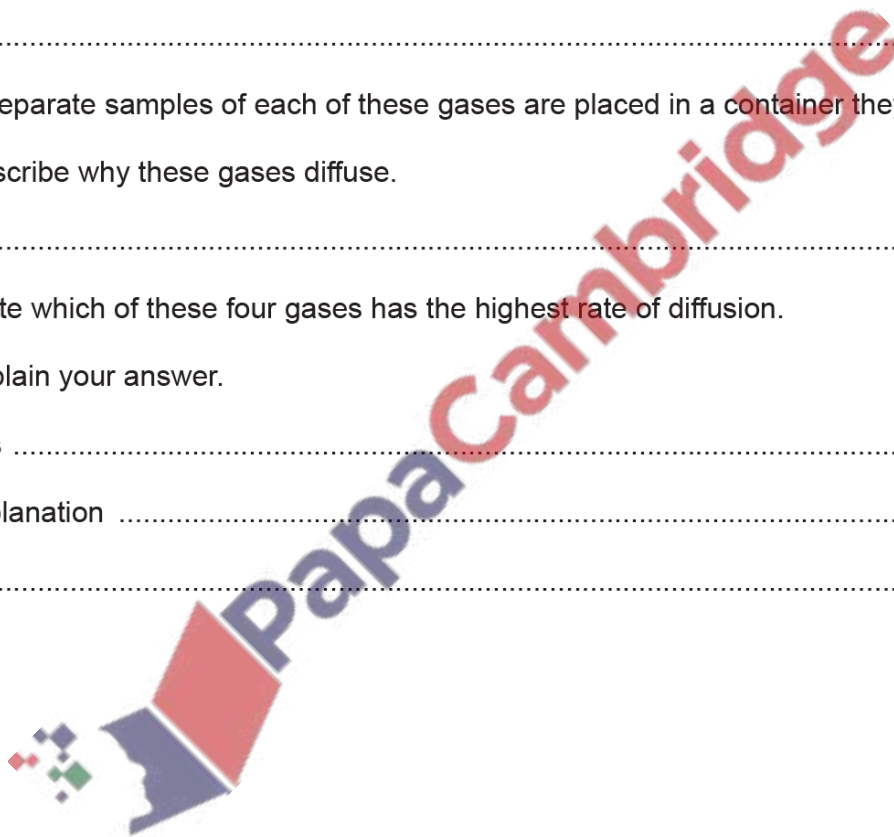 eparate samples of each of these gases are placed in a container the
scribe why these gases diffuse.
te which of these four gases has the highest rate of diffusion.
plain your answer.
s
planation
PapaCambridge